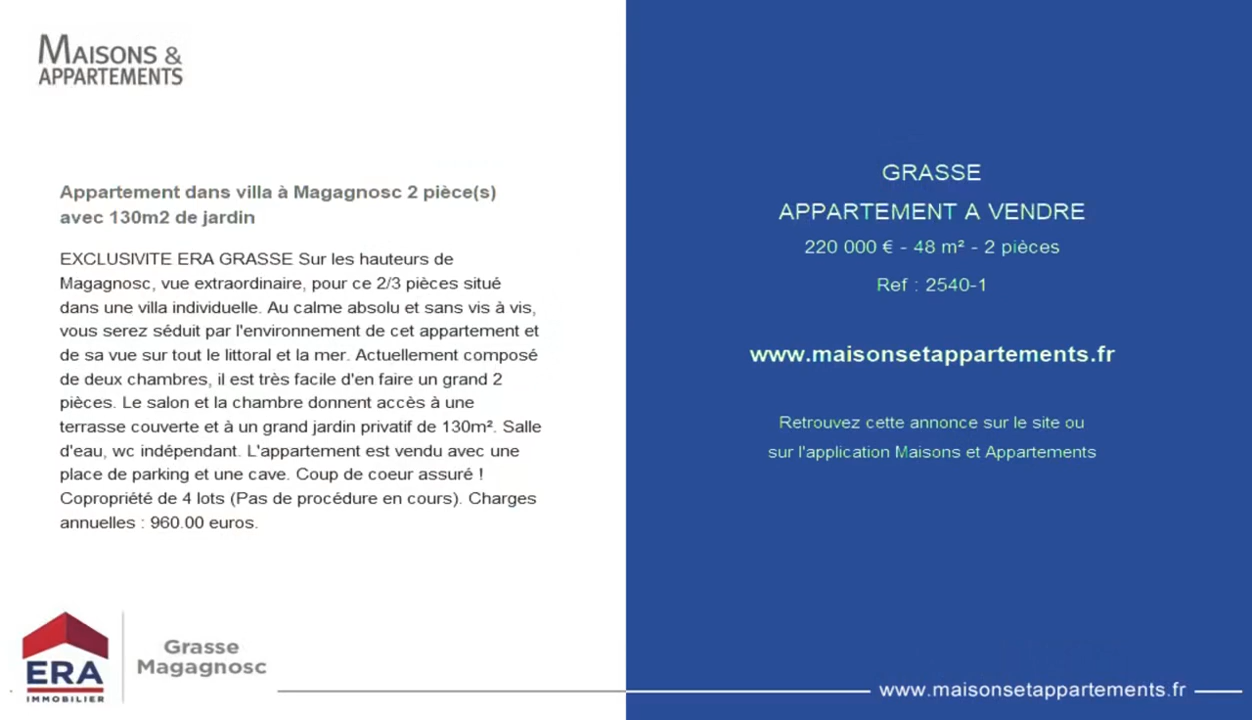 MAISONS &
APPARTEMENTS
Appartement dans villa à Magagnosc 2 pièce(s)
avec 130m2 de jardin
EXCLUSIVITE ERA GRASSE Sur les hauteurs de
Magagnosc, vue extraordinaire, pour ce 2/3 pièces situé
dans une villa individuelle. Au calme absolu et sans vis à vis,
vous serez séduit par l'environnement de cet appartement et
de sa vue sur tout le littoral et la mer. Actuellement composé
de deux chambres, il est très facile d'en faire un grand 2
pièces. Le salon et la chambre donnent accès à une
terrasse couverte et à un grand jardin privatif de 130m². Salle
d'eau, wc indépendant. L'appartement est vendu avec une
place de parking et une cave. Coup de coeur assuré !
Copropriété de 4 lots (Pas de procédure en cours). Charges
annuelles : 960.00 euros.
ERA
IMMOBILIER
Grasse
Magagnosc
GRASSE
APPARTEMENT A VENDRE
220 000 € - 48 m² - 2 pièces
Ref : 2540-1
www.maisonsetappartements.fr
Retrouvez cette annonce sur le site ou
sur l'application Maisons et Appartements
www.maisonsetappartements.fr